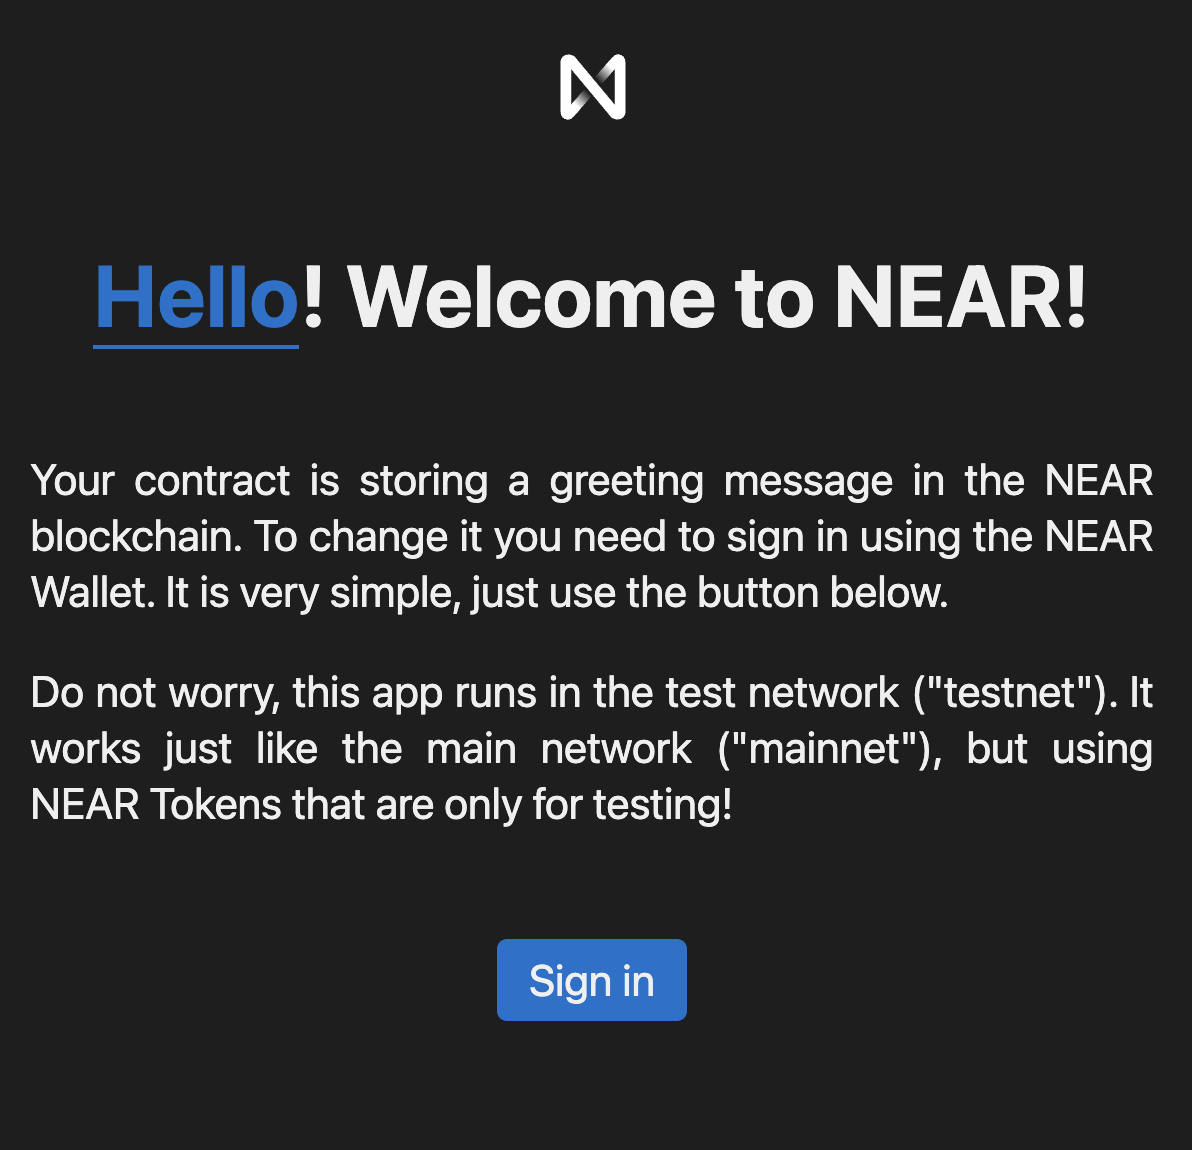 Hello! Welcome to NEAR!
Your contract is storing a greeting message in the NEAR
blockchain. To change it you need to sign in using the NEAR
Wallet. It is very simple, just use the button below.
Do not worry, this app runs in the test network ("testnet"). It
works just like the main network ("mainnet"), but using
NEAR Tokens that are only for testing!
Sign in